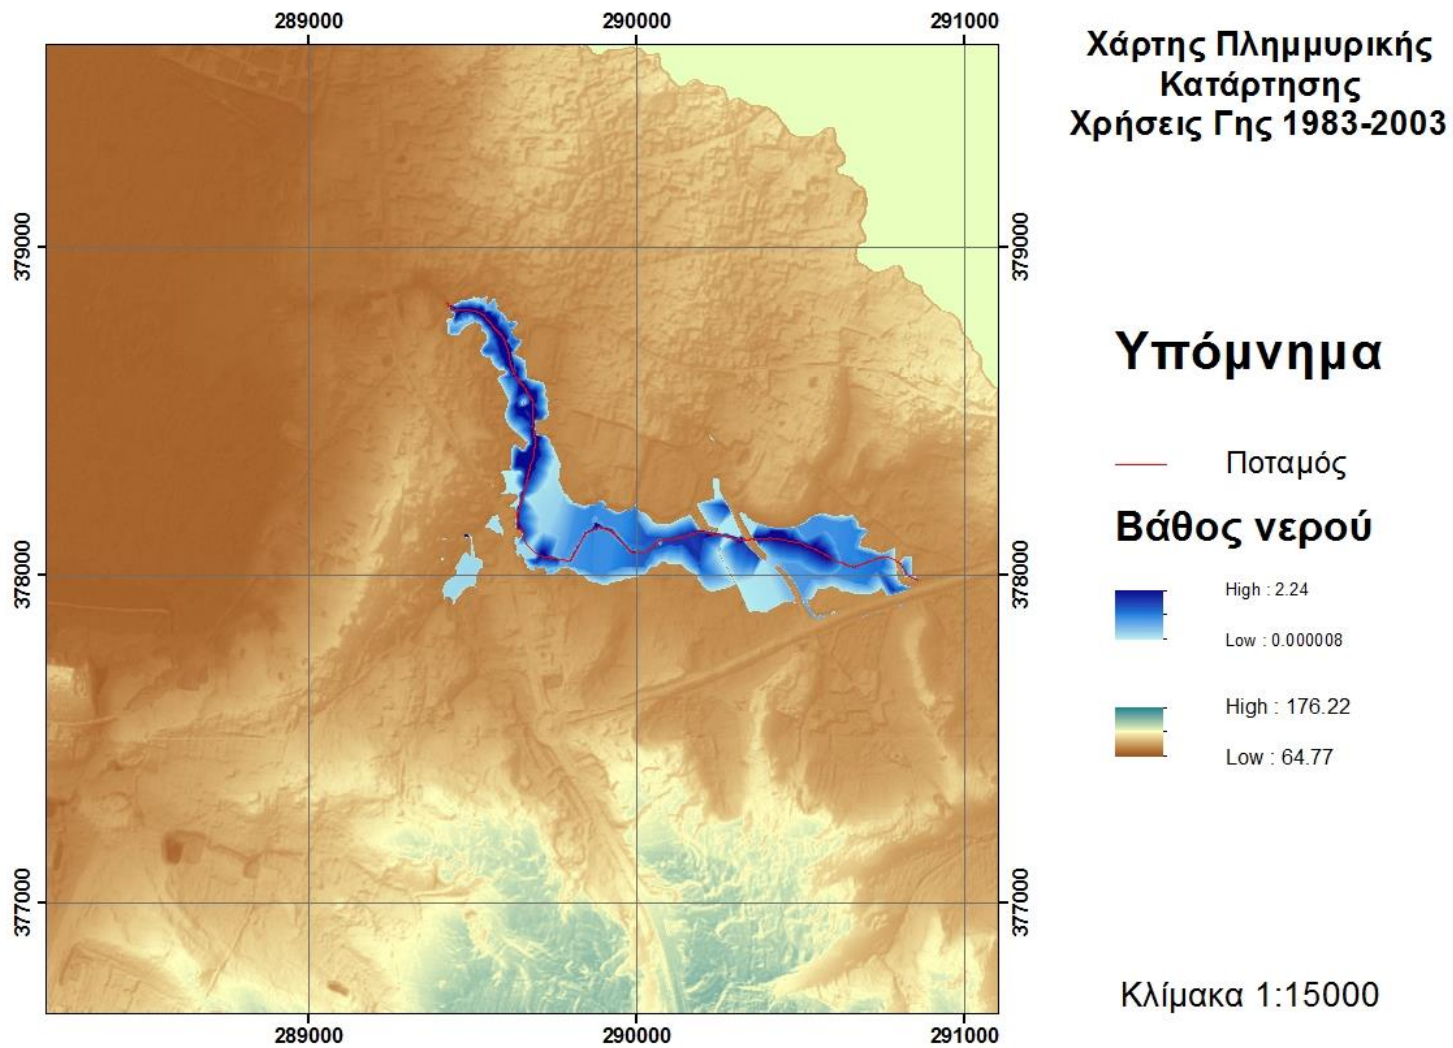 289000
290000
291000
Χάρτης Πλημμυρικής
Κατάρτησης
Χρήσεις Γης 1983-2003
379000
379000
Υπόμνημα
Ποταμός
Βάθος νερού
378000
378000
High : 2.24
Low : 0.000008
High : 176.22
Low : 64.77
377000
377000
Κλίμακα 1:15000
289000
290000
291000